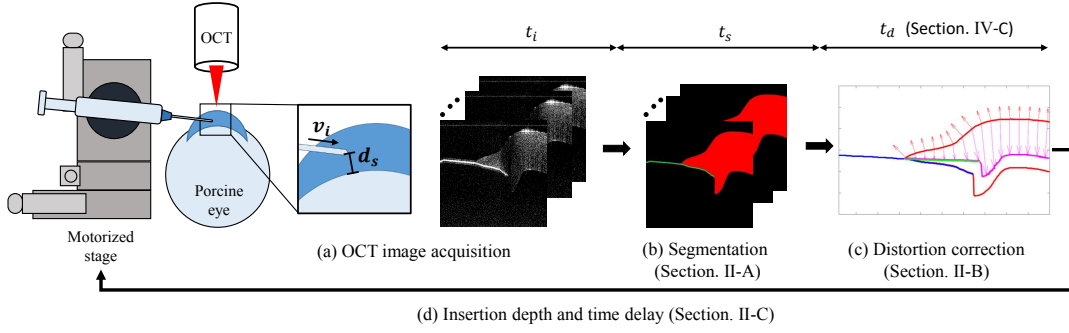 OCT
t_i
t_s
t_d (Section. IV-C)
v_i
d_s
Porcine
eye
Motorized
stage
(a) OCT image acquisition
(b) Segmentation
(Section. II-A)
(c) Distortion correction
(Section. II-B)
(d) Insertion depth and time delay (Section. II-C)